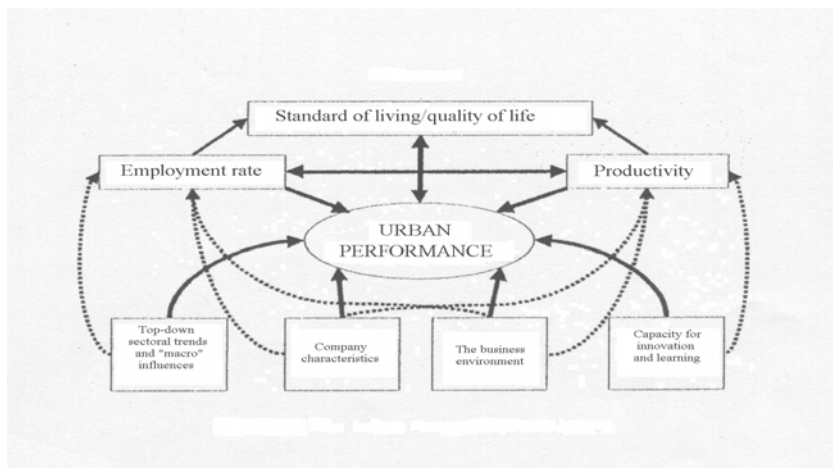 Standard of living/quality of life
Employment rate
Productivity
URBAN
PERFORMANCE
Top-down
sectoral trends
and "macro"
influences
Company
characteristics
The business
environment
Capacity for
innovation
and learning